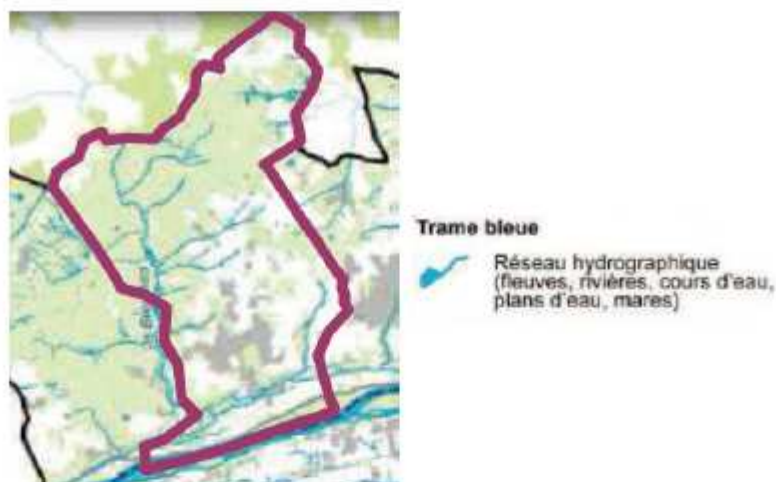 Trame bleue
Réseau hydrographique
(fleuves, rivières, cours d'eau,
plans d'eau, mares)